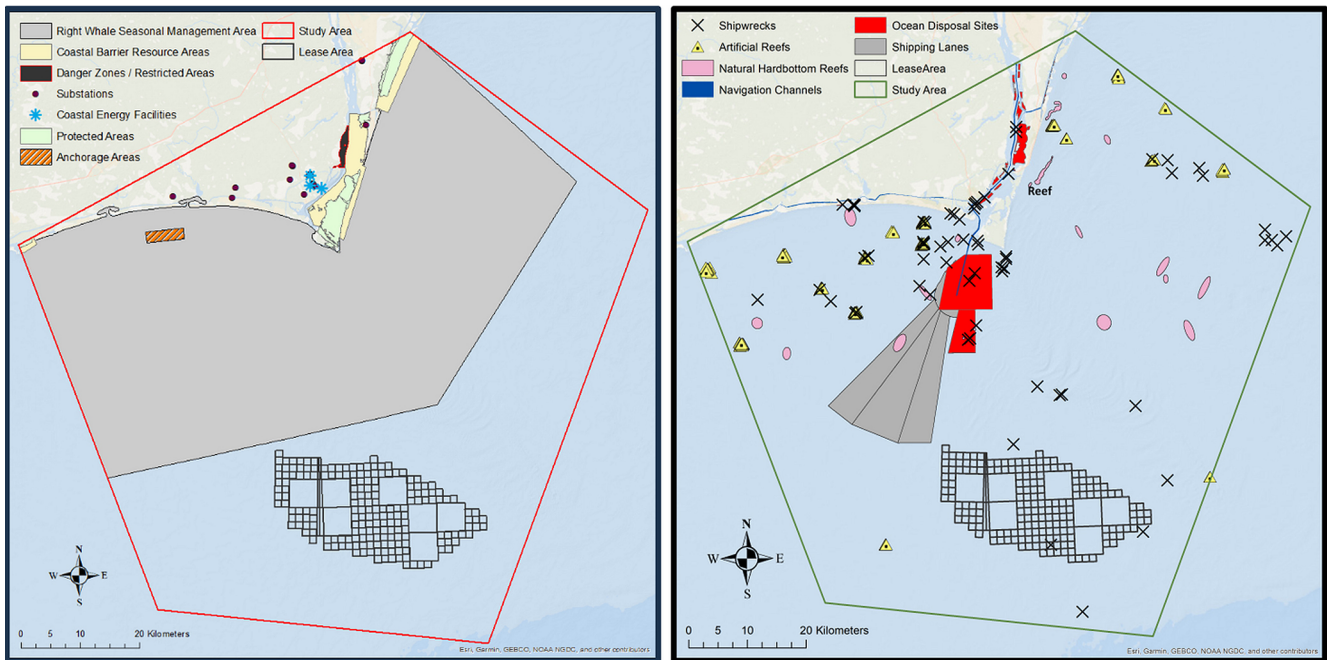 Right Whale Seasonal Management Area
Study Area
Coastal Barrier Resource Areas
Lease Area
Danger Zones / Restricted Areas
Substations
Coastal Energy Facilities
Protected Areas
Anchorage Areas
N
W E
S
0 5 10 20 Kilometers
Esri, Garmin, GEBCO, NOAA NGDC, and other contributors
Shipwrecks
Ocean Disposal Sites
Artificial Reefs
Shipping Lanes
Natural Hardbottom Reefs
LeaseArea
Navigation Channels
Study Area
Reef
N
W E
S
0 5 10 20 Kilometers
Esri, Garmin, GEBCO, NOAA NGDC, and other contributors